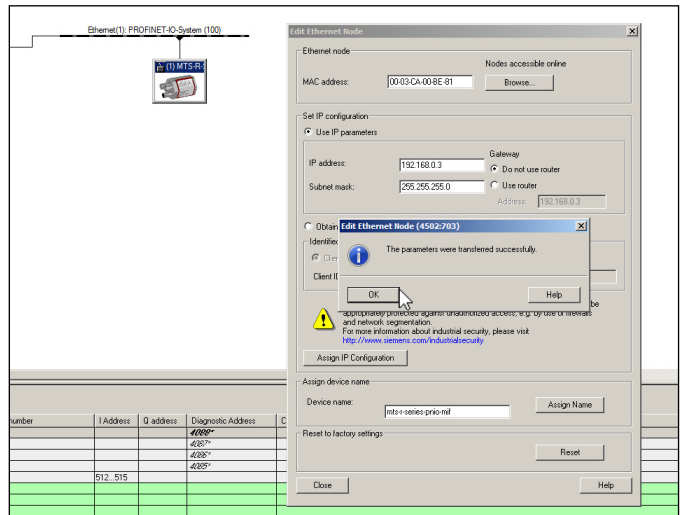 Ethernet(1): PROFINET-IO-System (100)
(1) MTS-R-S
Edit Ethernet Node
Ethernet node
Nodes accessible online
MAC address:
00-03-CA-00-BE-81
Browse...
Set IP configuration
Use IP parameters
IP address:
192.168.0.3
Subnet mask:
255.255.255.0
Gateway
Do not use router
Use router
Address:
192.168.0.3
Obtain
Identified
Client ID
Edit Ethernet Node (4502:703)
The parameters were transferred successfully.
OK
Help
be
appropriately protected against unauthorized access, e.g. by use of firewalls
and network segmentation.
For more information about industrial security, please visit
http://www.siemens.com/industrialsecurity
Assign IP Configuration
Assign device name
Device name:
mts-r-series-pnio-mif
Assign Name
Reset to factory settings
Reset
Close
Help
number I Address Q address Diagnostic Address C
4088*
4087*
4086*
4085*
512...515